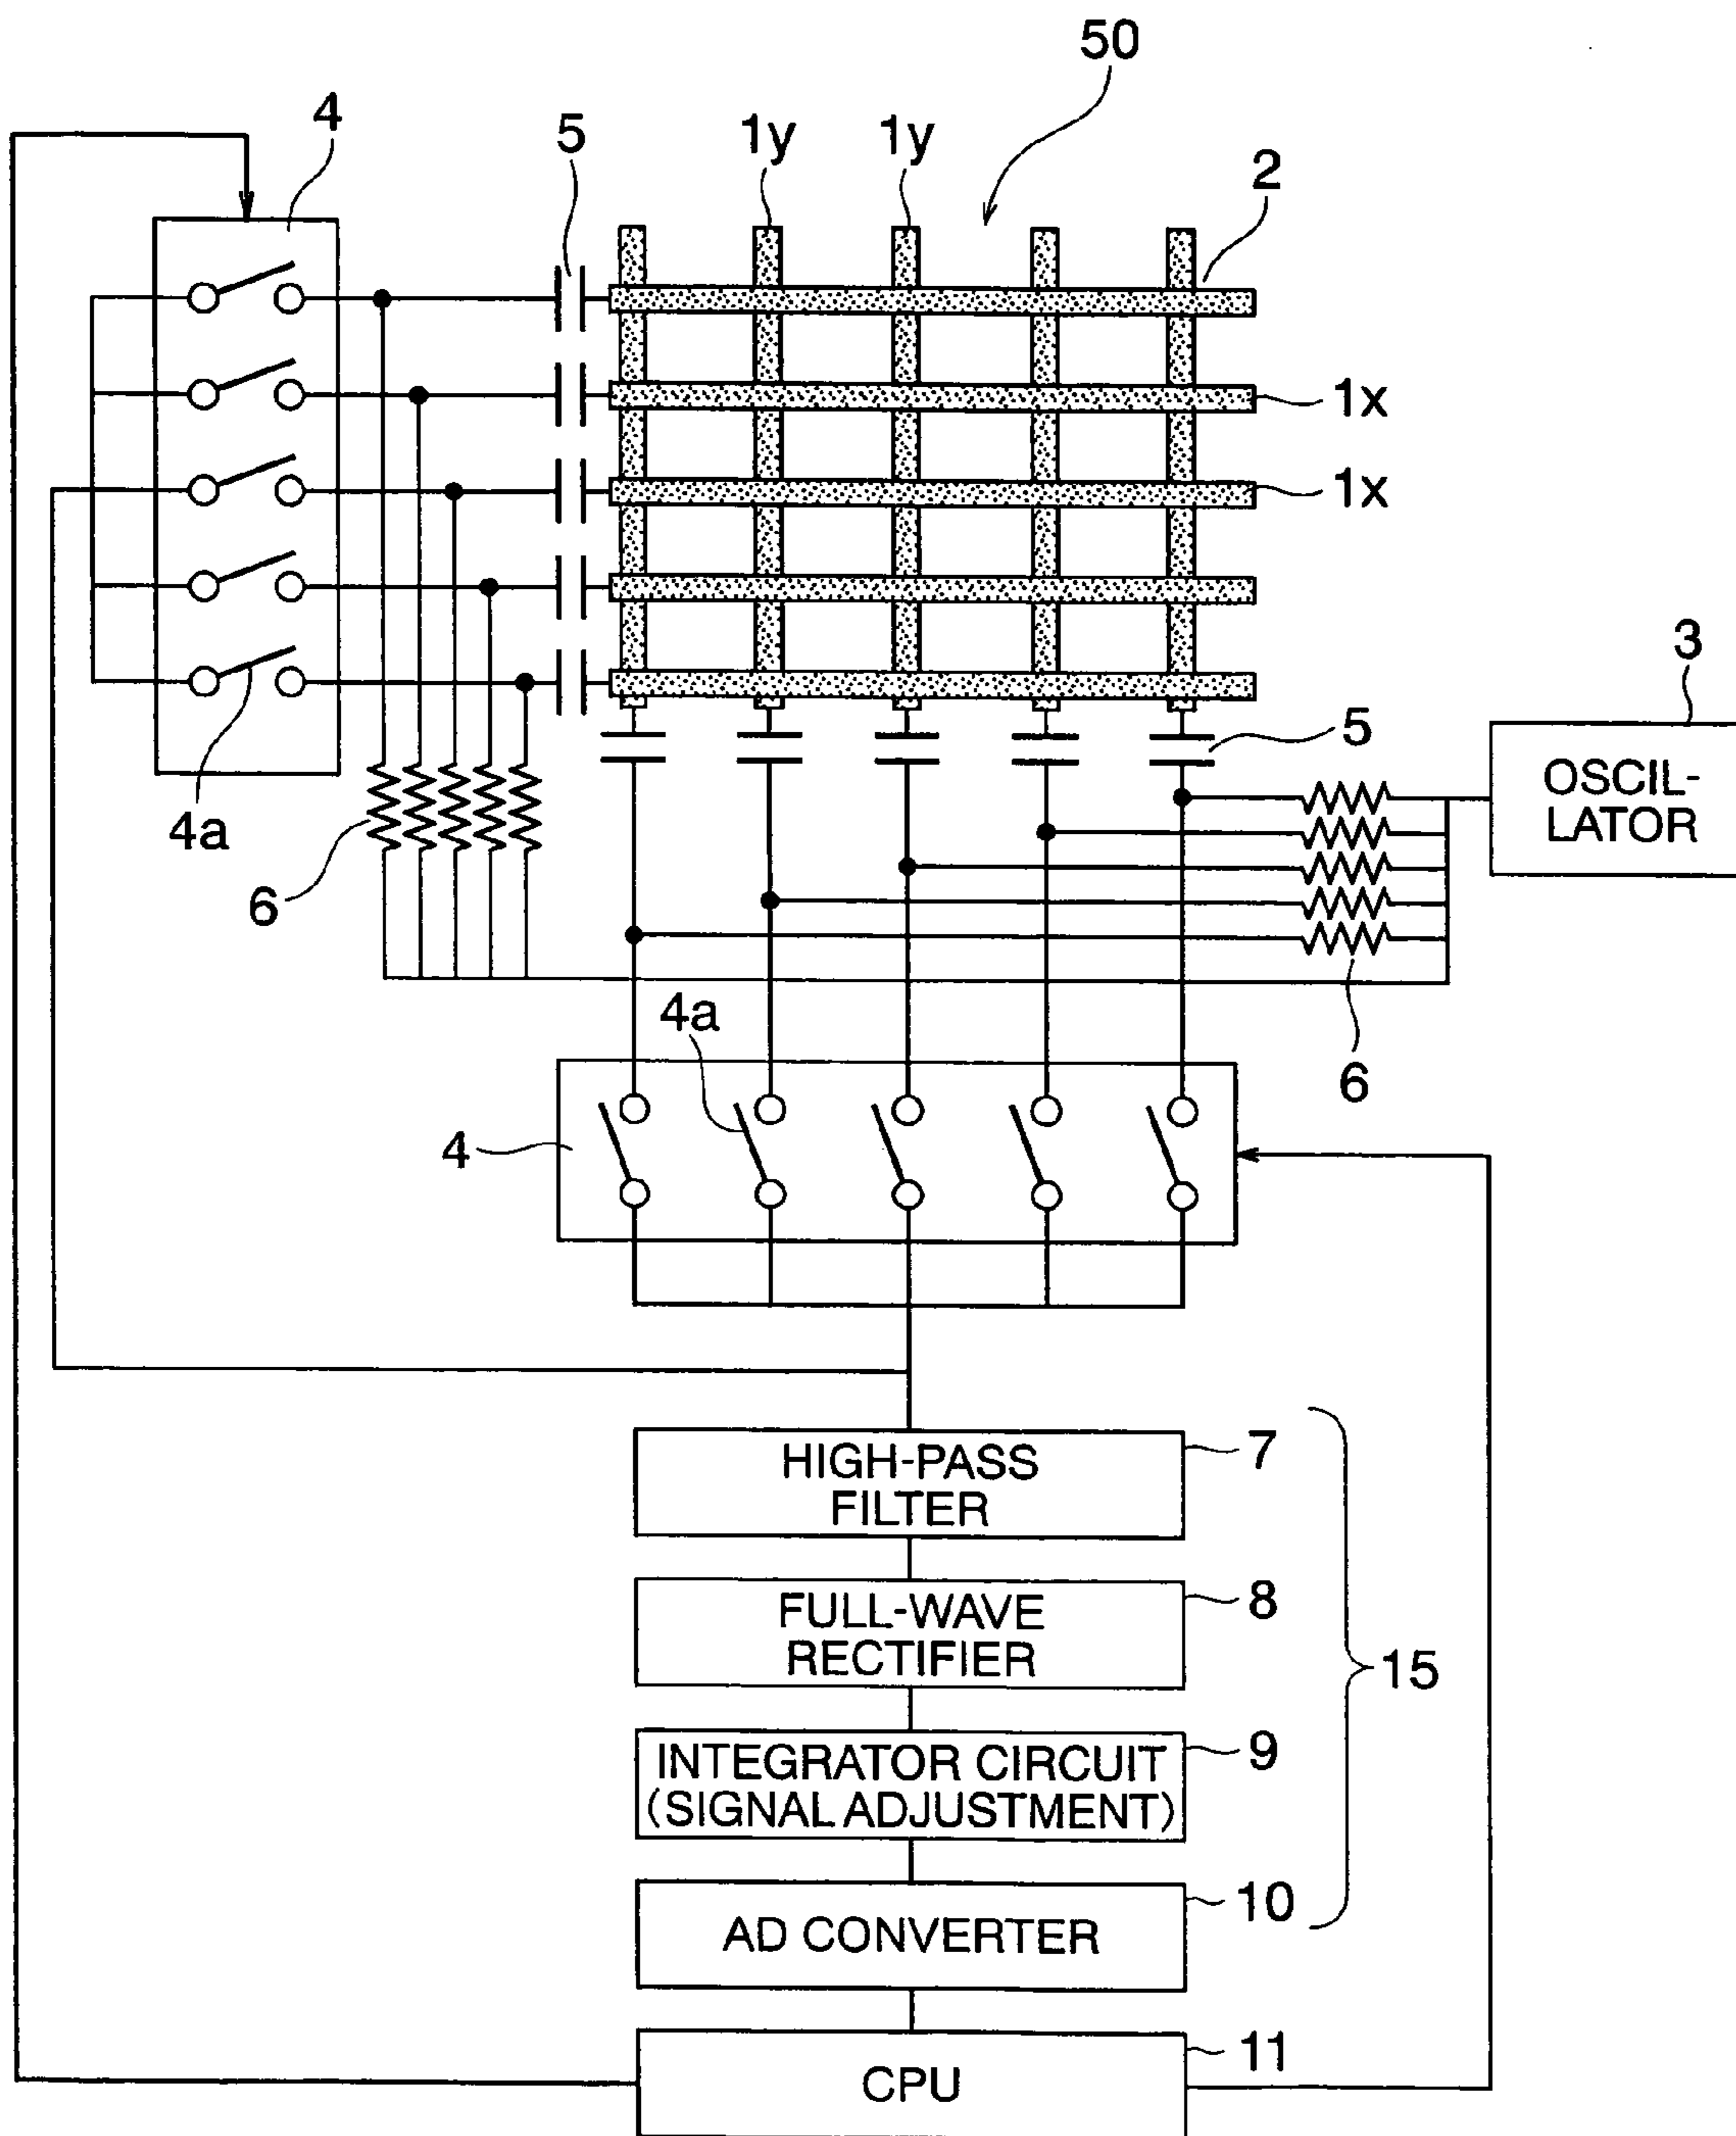 50
4
5
1y
1y
2
1x
1x
3
OSCIL-
LATOR
5
4a
6
4a
6
4
HIGH-PASS
FILTER
7
FULL-WAVE
RECTIFIER
8
15
INTEGRATOR CIRCUIT
(SIGNAL ADJUSTMENT)
9
AD CONVERTER
10
CPU
11